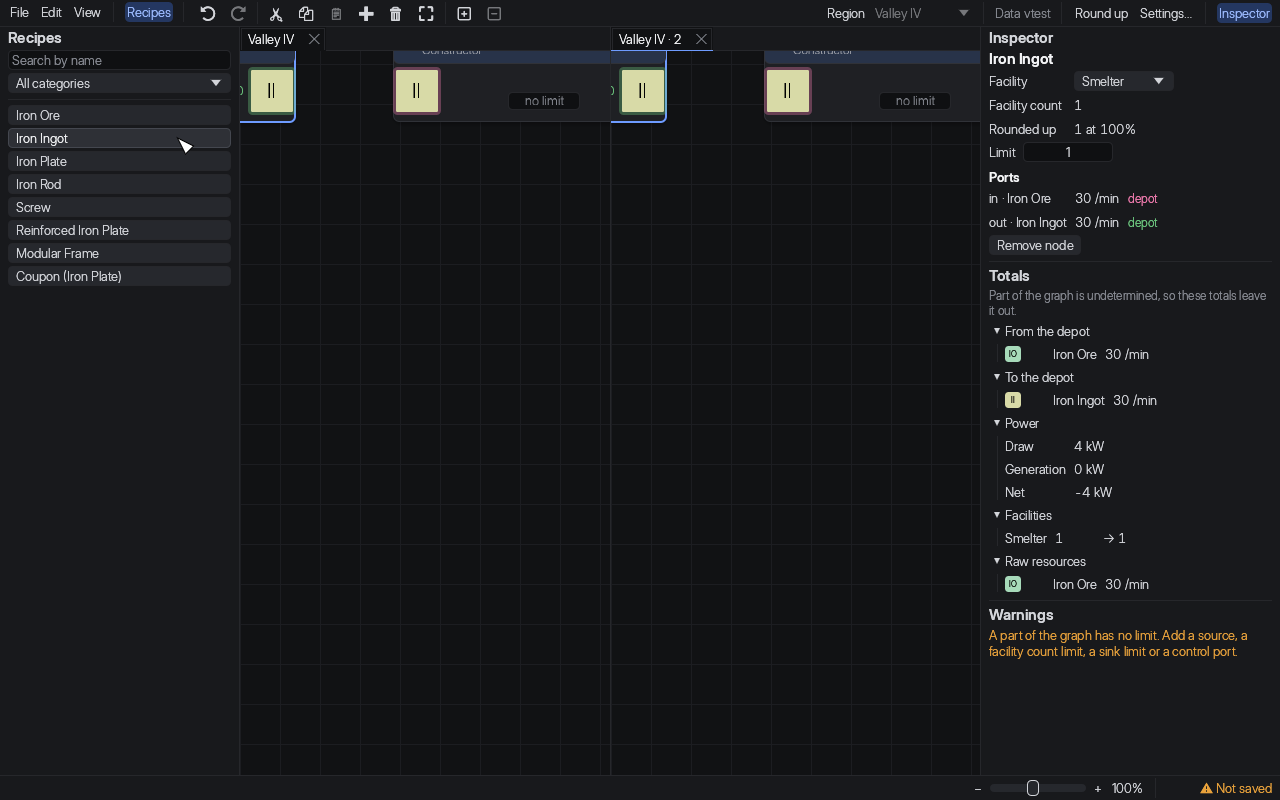 File Edit View Recipes Region Valley IV Data vtest Round up Settings... Inspector
Recipes
Search by name
All categories
Iron Ore
Iron Ingot
Iron Plate
Iron Rod
Screw
Reinforced Iron Plate
Modular Frame
Coupon (Iron Plate)
Valley IV
Valley IV · 2
Constructor
II
II
no limit
Constructor
II
II
no limit
Inspector
Iron Ingot
Facility Smelter
Facility count 1
Rounded up 1 at 100%
Limit 1
Ports
in · Iron Ore 30 /min depot
out · Iron Ingot 30 /min depot
Remove node
Totals
Part of the graph is undetermined, so these totals leave
it out.
From the depot
IO Iron Ore 30 /min
To the depot
II Iron Ingot 30 /min
Power
Draw 4 kW
Generation 0 kW
Net -4 kW
Facilities
Smelter 1 → 1
Raw resources
IO Iron Ore 30 /min
Warnings
A part of the graph has no limit. Add a source, a
facility count limit, a sink limit or a control port.
− + 100% Not saved